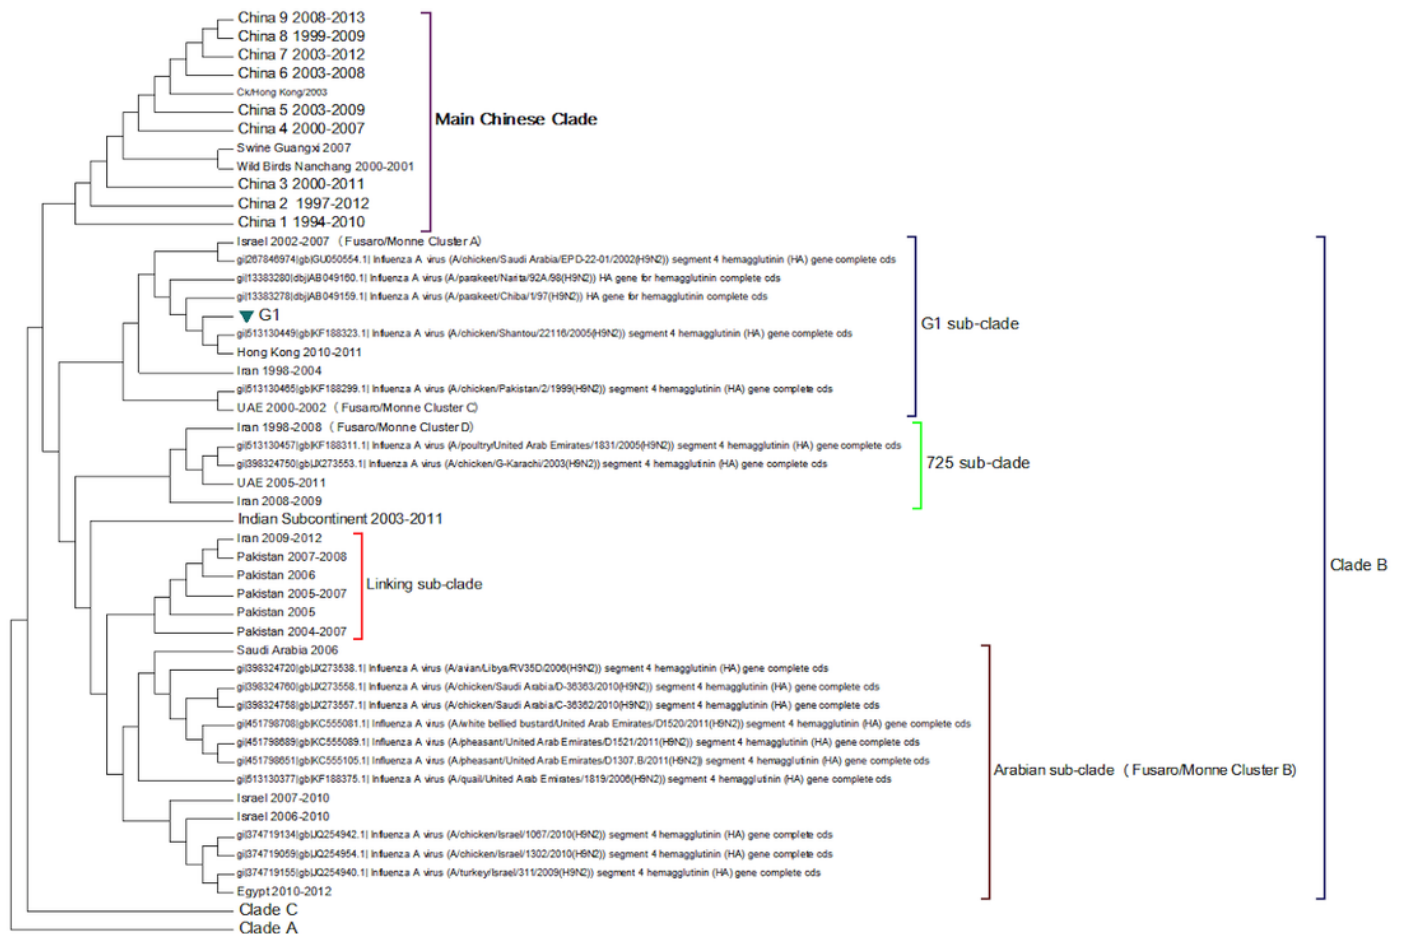 China 9 2008-2013
China 8 1999-2009
China 7 2003-2012
China 6 2003-2008
Ck/Hong Kong/2003
China 5 2003-2009
China 4 2000-2007
Main Chinese Clade
Swine Guangxi 2007
Wild Birds Nanchang 2000-2001
China 3 2000-2011
China 2 1997-2012
China 1 1994-2010
Israel 2002-2007 (Fusaro/Monne Cluster A)
gi|267846974|gb|GU050554.1| Influenza A virus (A/chicken/Saudi Arabia/EPD-22-01/2002(H9N2)) segment 4 hemagglutinin (HA) gene complete cds
gi|13383280|dbj|AB049160.1| Influenza A virus (A/parakeet/Narita/92A/98(H9N2)) HA gene for hemagglutinin complete cds
gi|13383278|dbj|AB049159.1| Influenza A virus (A/parakeet/Chiba/1/97(H9N2)) HA gene for hemagglutinin complete cds
G1
G1 sub-clade
gi|513130449|gb|KF188323.1| Influenza A virus (A/chicken/Shantou/22116/2005(H9N2)) segment 4 hemagglutinin (HA) gene complete cds
Hong Kong 2010-2011
Iran 1998-2004
gi|513130465|gb|KF188299.1| Influenza A virus (A/chicken/Pakistan/2/1999(H9N2)) segment 4 hemagglutinin (HA) gene complete cds
UAE 2000-2002 (Fusaro/Monne Cluster C)
Iran 1998-2008 (Fusaro/Monne Cluster D)
gi|513130457|gb|KF188311.1| Influenza A virus (A/poultry/United Arab Emirates/1831/2005(H9N2)) segment 4 hemagglutinin (HA) gene complete cds
gi|398324750|gb|JX273553.1| Influenza A virus (A/chicken/G-Karachi/2003(H9N2)) segment 4 hemagglutinin (HA) gene complete cds
725 sub-clade
UAE 2005-2011
Iran 2008-2009
Indian Subcontinent 2003-2011
Iran 2009-2012
Pakistan 2007-2008
Clade B
Pakistan 2006
Linking sub-clade
Pakistan 2005-2007
Pakistan 2005
Pakistan 2004-2007
Saudi Arabia 2006
gi|398324720|gb|JX273538.1| Influenza A virus (A/avian/Libya/RV35D/2006(H9N2)) segment 4 hemagglutinin (HA) gene complete cds
gi|398324760|gb|JX273558.1| Influenza A virus (A/chicken/Saudi Arabia/D-36363/2010(H9N2)) segment 4 hemagglutinin (HA) gene complete cds
gi|398324758|gb|JX273557.1| Influenza A virus (A/chicken/Saudi Arabia/C-36362/2010(H9N2)) segment 4 hemagglutinin (HA) gene complete cds
gi|451798708|gb|KC555081.1| Influenza A virus (A/white bellied bustard/United Arab Emirates/D1520/2011(H9N2)) segment 4 hemagglutinin (HA) gene complete cds
gi|451798689|gb|KC555089.1| Influenza A virus (A/pheasant/United Arab Emirates/D1521/2011(H9N2)) segment 4 hemagglutinin (HA) gene complete cds
gi|451798651|gb|KC555105.1| Influenza A virus (A/pheasant/United Arab Emirates/D1307.B/2011(H9N2)) segment 4 hemagglutinin (HA) gene complete cds
Arabian sub-clade (Fusaro/Monne Cluster B)
gi|513130377|gb|KF188375.1| Influenza A virus (A/quail/United Arab Emirates/1819/2006(H9N2)) segment 4 hemagglutinin (HA) gene complete cds
Israel 2007-2010
Israel 2006-2010
gi|374719134|gb|JQ254942.1| Influenza A virus (A/chicken/Israel/1067/2010(H9N2)) segment 4 hemagglutinin (HA) gene complete cds
gi|374719059|gb|JQ254954.1| Influenza A virus (A/chicken/Israel/1302/2010(H9N2)) segment 4 hemagglutinin (HA) gene complete cds
gi|374719155|gb|JQ254940.1| Influenza A virus (A/turkey/Israel/311/2009(H9N2)) segment 4 hemagglutinin (HA) gene complete cds
Egypt 2010-2012
Clade C
Clade A